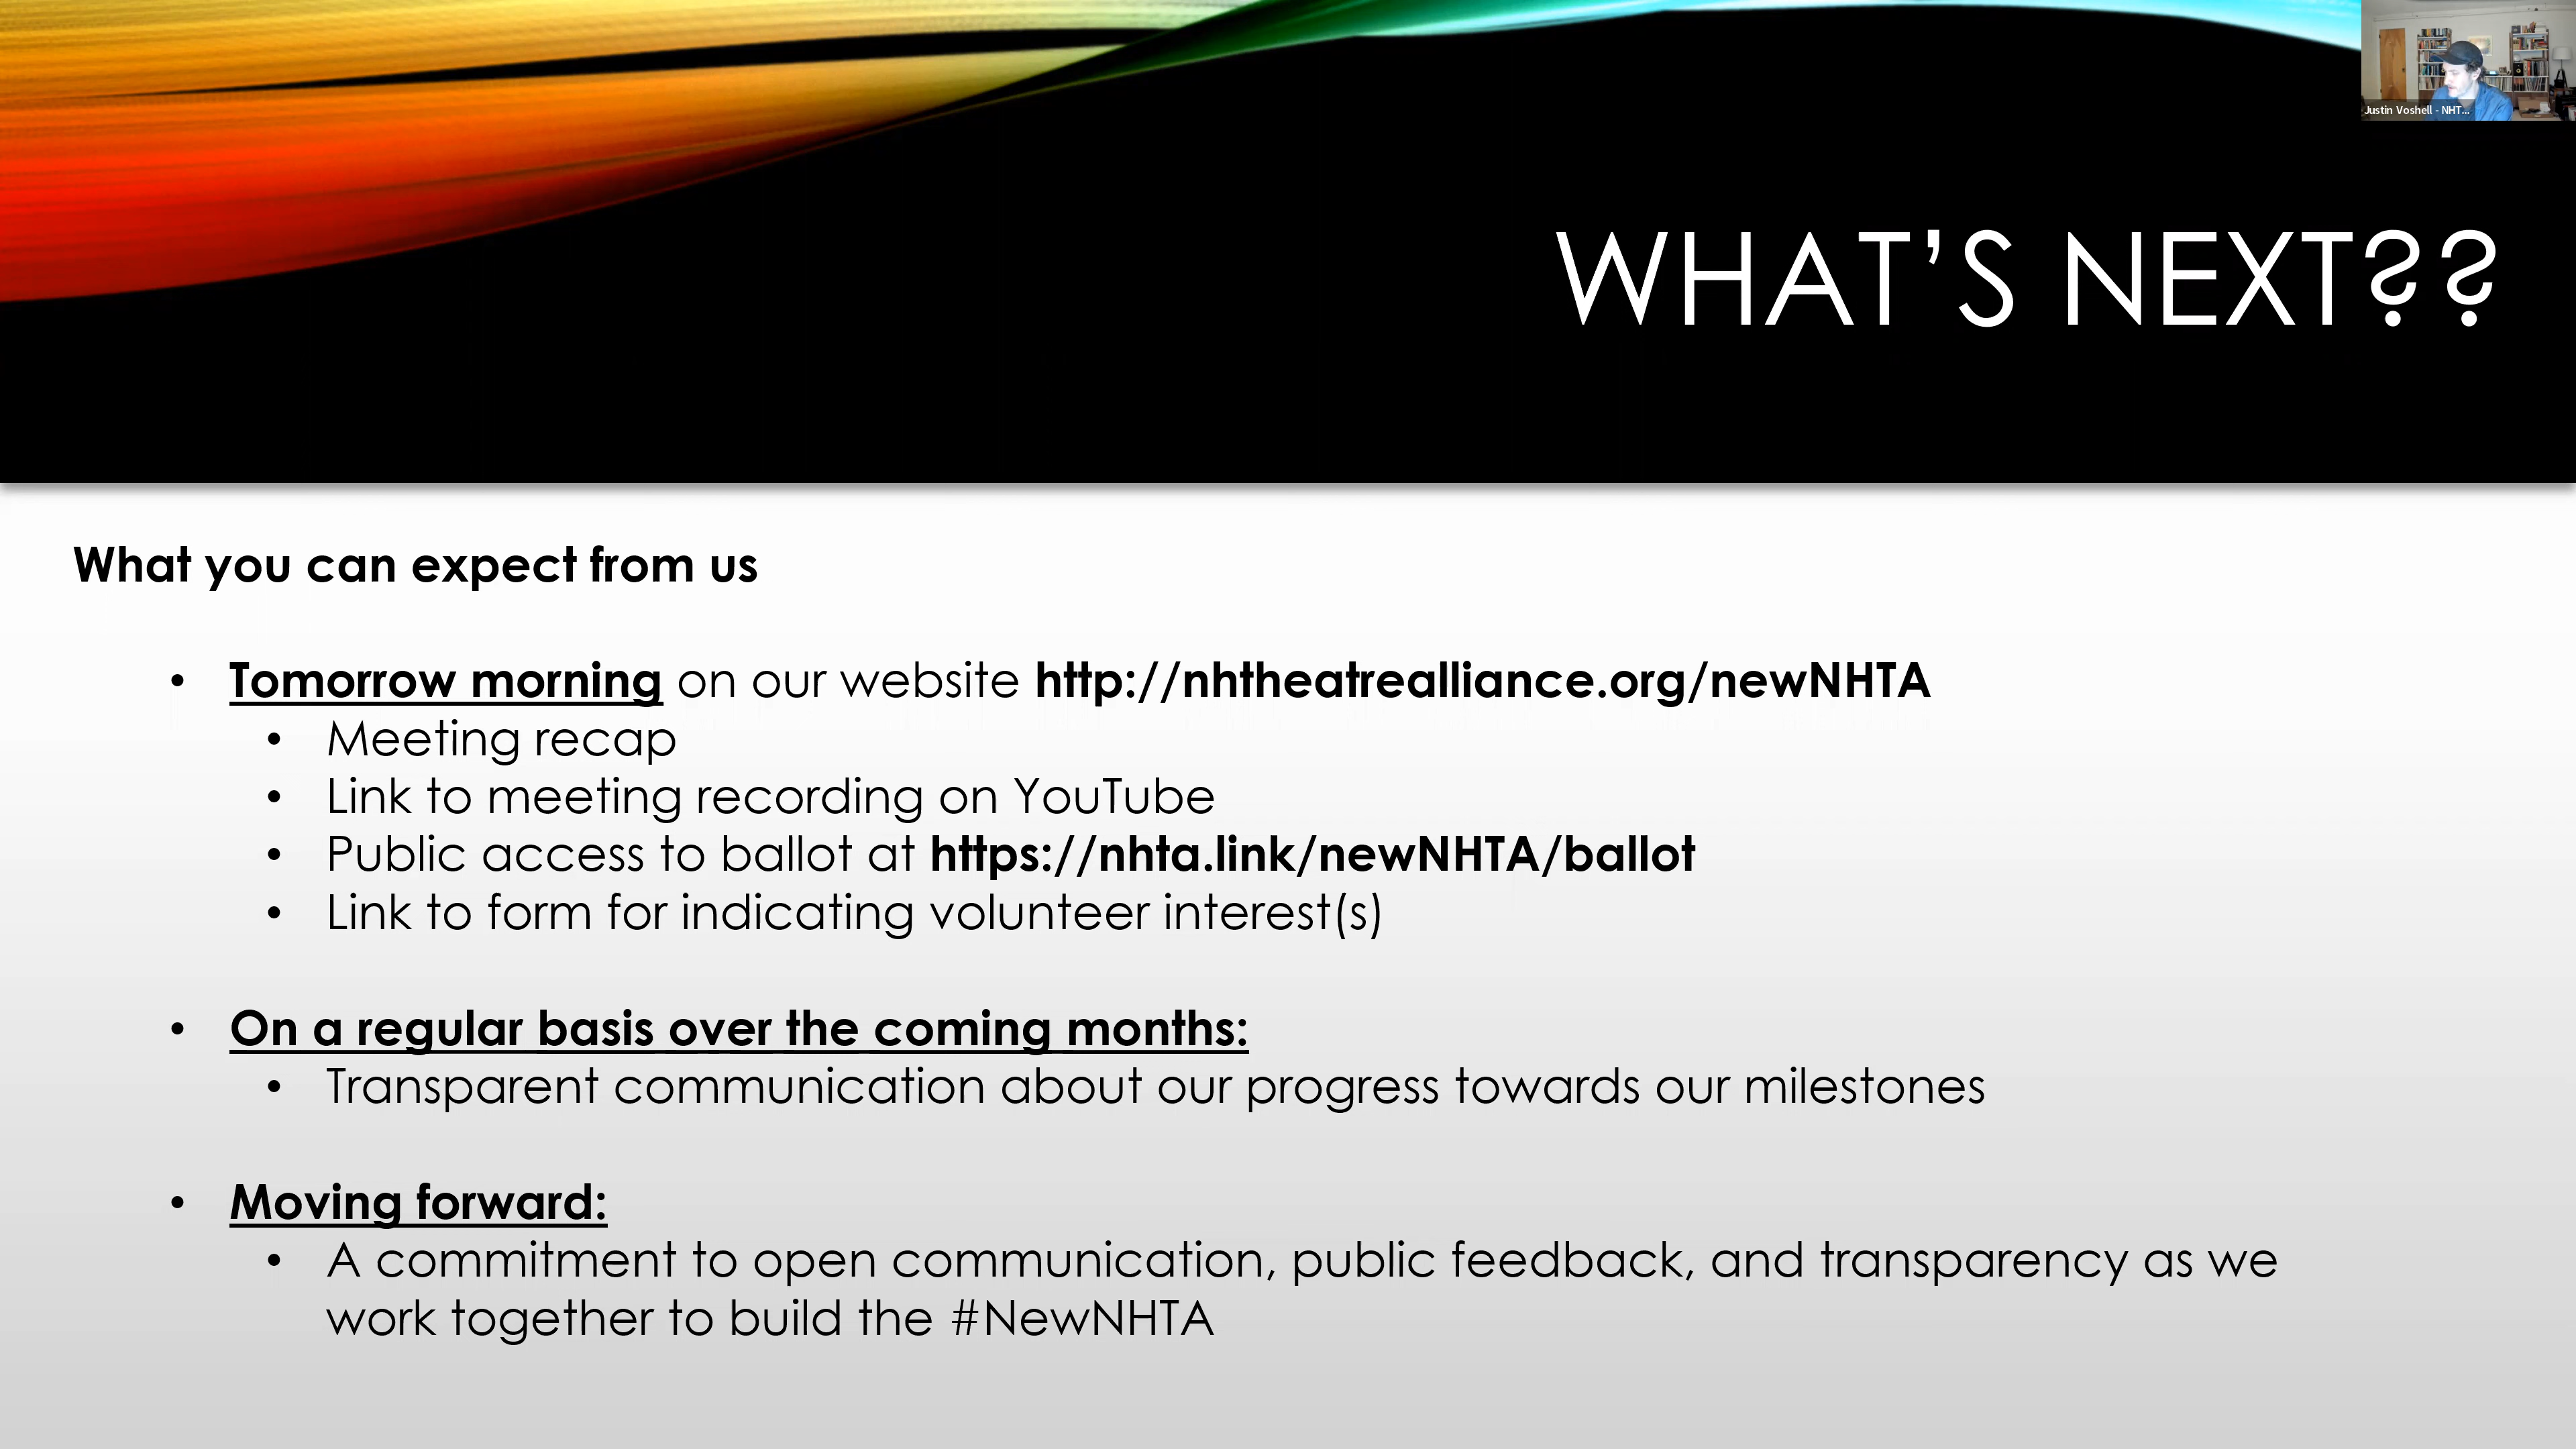 Justin Voshell - NHT...
WHAT'S NEXT??
What you can expect from us
• Tomorrow morning on our website http://nhtheatrealliance.org/newNHTA
• Meeting recap
• Link to meeting recording on YouTube
• Public access to ballot at https://nhta.link/newNHTA/ballot
• Link to form for indicating volunteer interest(s)
• On a regular basis over the coming months:
• Transparent communication about our progress towards our milestones
• Moving forward:
• A commitment to open communication, public feedback, and transparency as we
work together to build the #NewNHTA